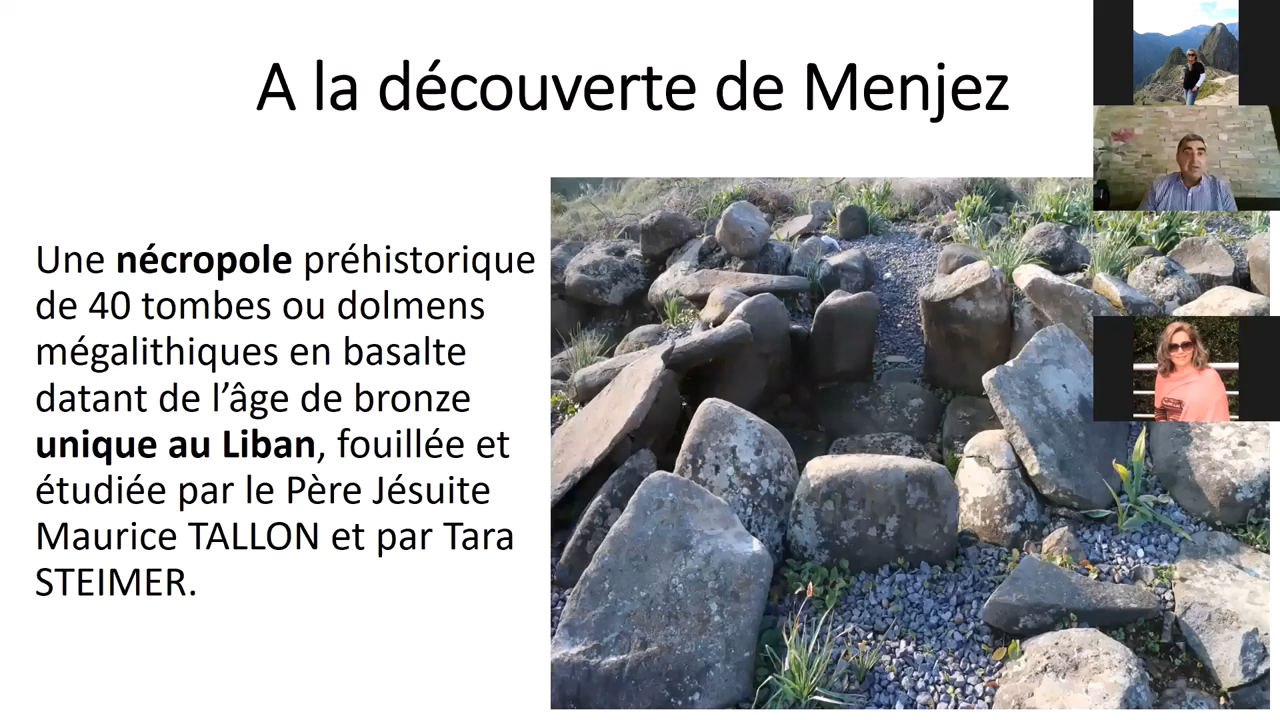 A la découverte de Menjez
Une nécropole préhistorique
de 40 tombes ou dolmens
mégalithiques en basalte
datant de l’âge de bronze
unique au Liban, fouillée et
étudiée par le Père Jésuite
Maurice TALLON et par Tara
STEIMER.